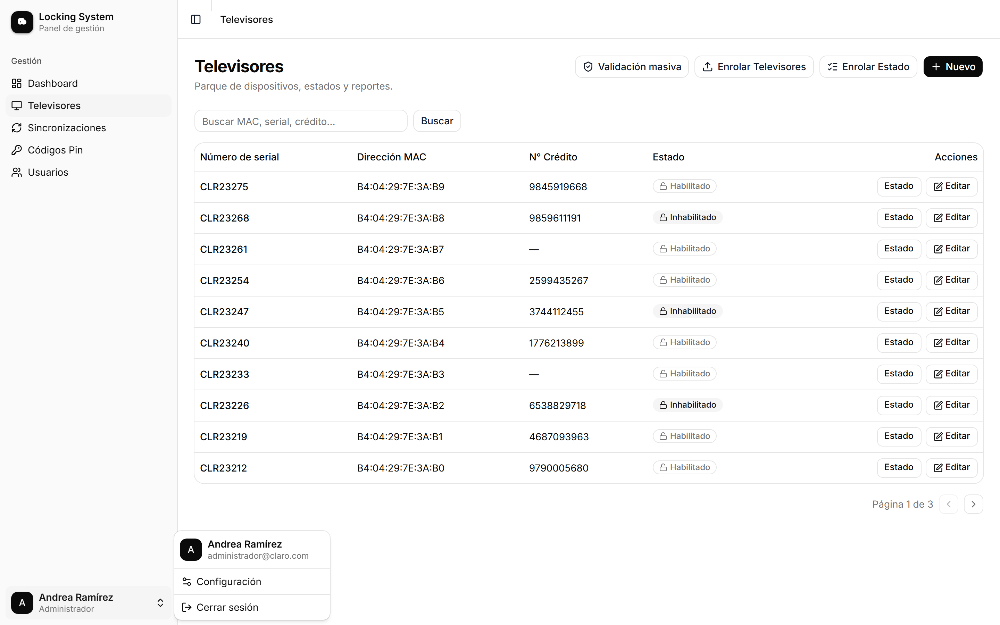 Locking System
Panel de gestión
Gestión
Dashboard
Televisores
Sincronizaciones
Códigos Pin
Usuarios
Televisores
Televisores
Parque de dispositivos, estados y reportes.
Validación masiva
Enrolar Televisores
Enrolar Estado
Nuevo
Buscar MAC, serial, crédito...
Buscar
Número de serial Dirección MAC N° Crédito Estado Acciones
CLR23275 B4:04:29:7E:3A:B9 9845919668 Habilitado Estado Editar
CLR23268 B4:04:29:7E:3A:B8 9859611191 Inhabilitado Estado Editar
CLR23261 B4:04:29:7E:3A:B7 — Habilitado Estado Editar
CLR23254 B4:04:29:7E:3A:B6 2599435267 Habilitado Estado Editar
CLR23247 B4:04:29:7E:3A:B5 3744112455 Inhabilitado Estado Editar
CLR23240 B4:04:29:7E:3A:B4 1776213899 Habilitado Estado Editar
CLR23233 B4:04:29:7E:3A:B3 — Habilitado Estado Editar
CLR23226 B4:04:29:7E:3A:B2 6538829718 Inhabilitado Estado Editar
CLR23219 B4:04:29:7E:3A:B1 4687093963 Habilitado Estado Editar
CLR23212 B4:04:29:7E:3A:B0 9790005680 Habilitado Estado Editar
Página 1 de 3
A
Andrea Ramírez
administrador@claro.com
Configuración
Cerrar sesión
A
Andrea Ramírez
Administrador